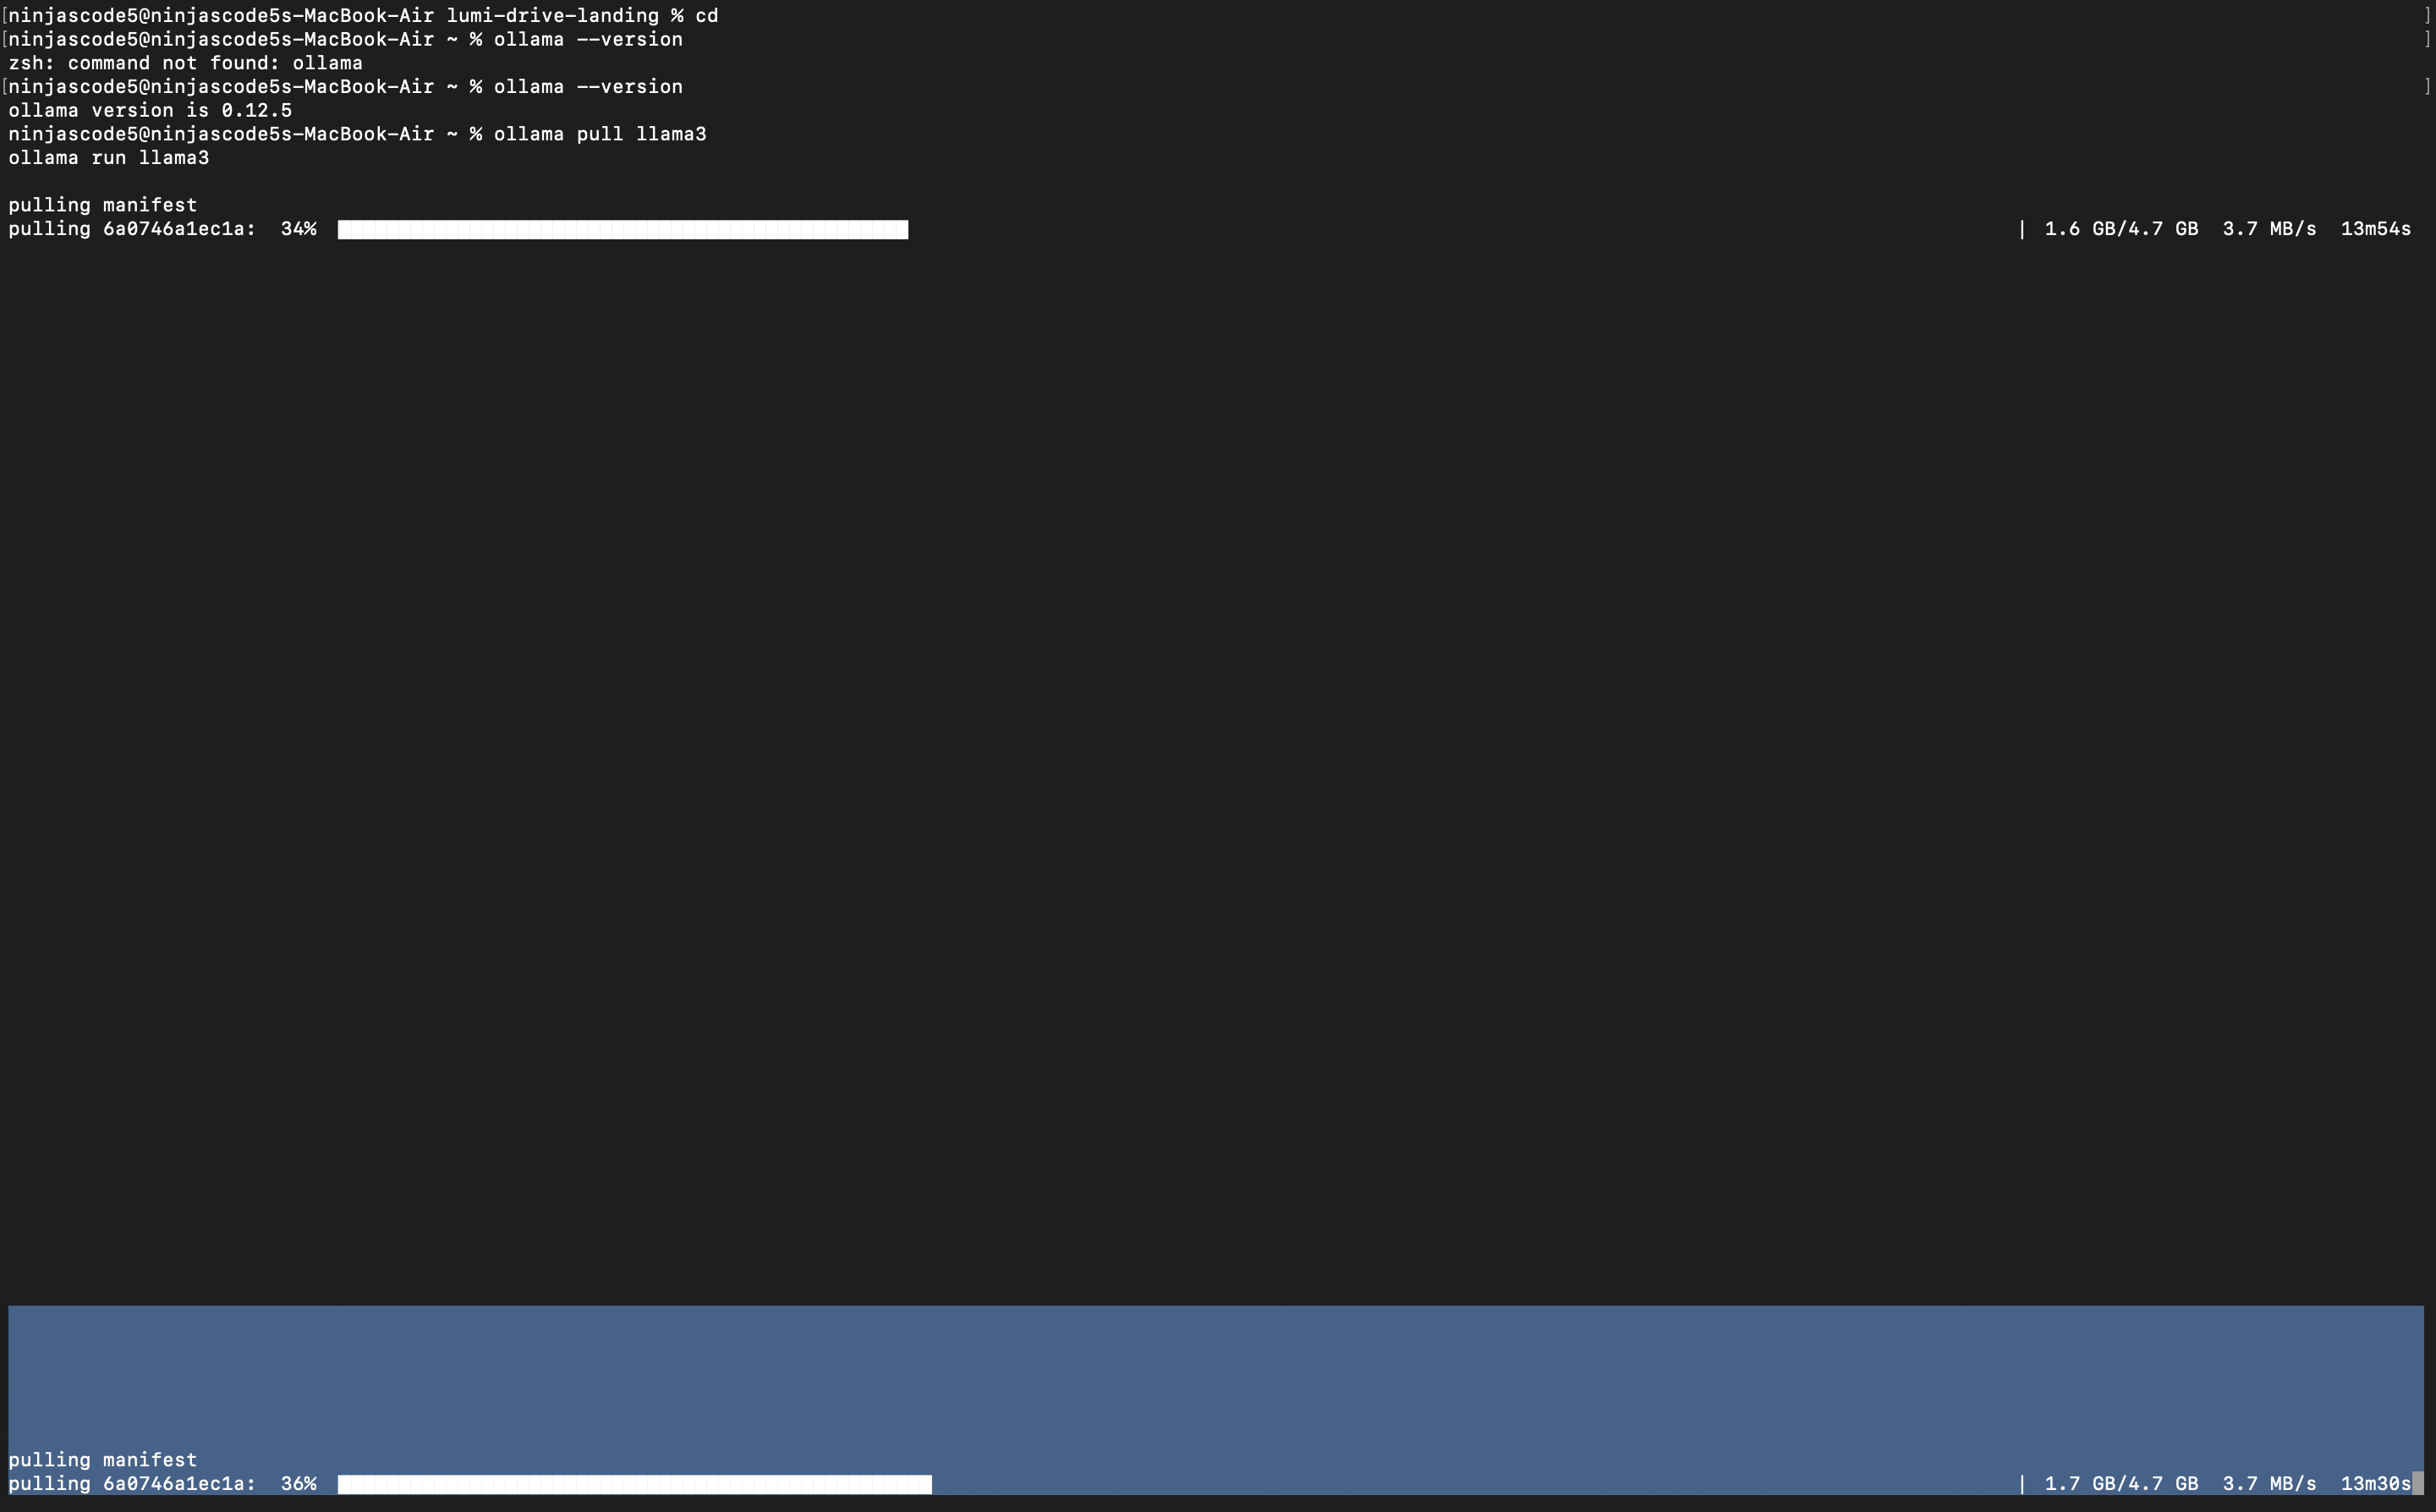 [ninjascode5@ninjascode5s-MacBook-Air lumi-drive-landing % cd ]
[ninjascode5@ninjascode5s-MacBook-Air ~ % ollama --version ]
zsh: command not found: ollama
[ninjascode5@ninjascode5s-MacBook-Air ~ % ollama --version ]
ollama version is 0.12.5
ninjascode5@ninjascode5s-MacBook-Air ~ % ollama pull llama3
ollama run llama3
pulling manifest
pulling 6a0746a1ec1a: 34% | 1.6 GB/4.7 GB 3.7 MB/s 13m54s
pulling manifest
pulling 6a0746a1ec1a: 36% | 1.7 GB/4.7 GB 3.7 MB/s 13m30s